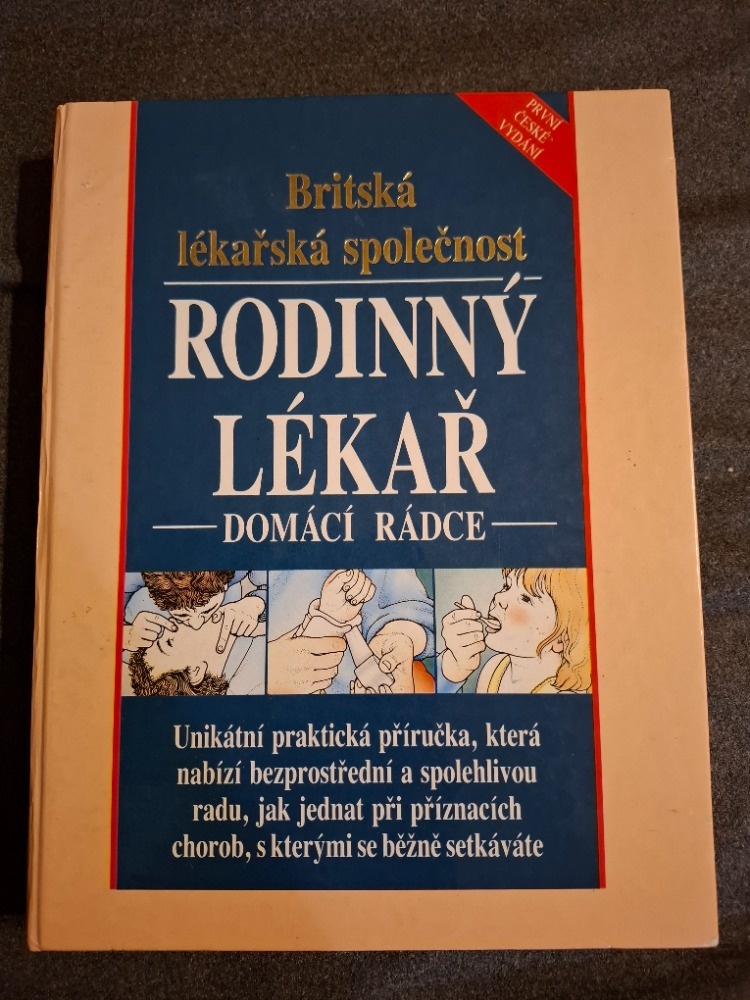 PRVNÍ
ČESKÉ
VYDÁNÍ
Britská
lékařská společnost
RODINNÝ
LÉKAŘ
DOMÁCÍ RÁDCE
Unikátní praktická příručka, která
nabízí bezprostřední a spolehlivou
radu, jak jednat při příznacích
chorob, s kterými se běžně setkáváte